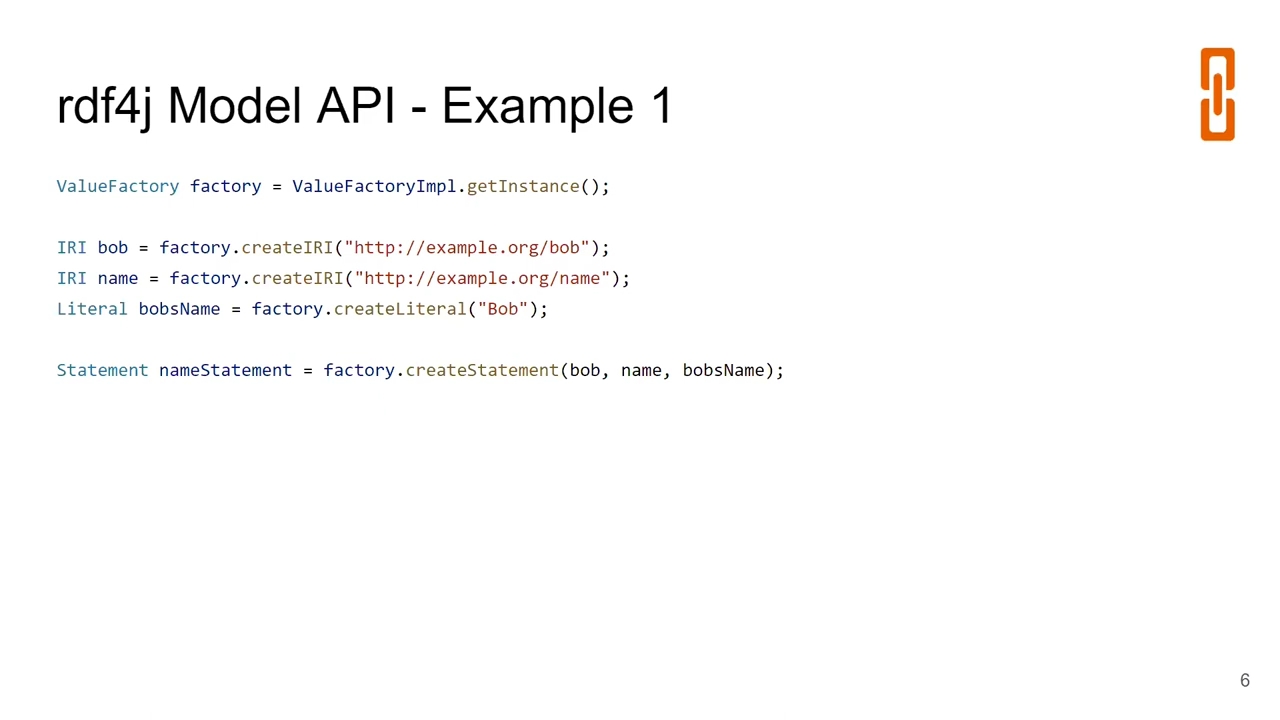 rdf4j Model API - Example 1
ValueFactory factory = ValueFactoryImpl.getInstance();
IRI bob = factory.createIRI("http://example.org/bob");
IRI name = factory.createIRI("http://example.org/name");
Literal bobsName = factory.createLiteral("Bob");
Statement nameStatement = factory.createStatement(bob, name, bobsName);
6